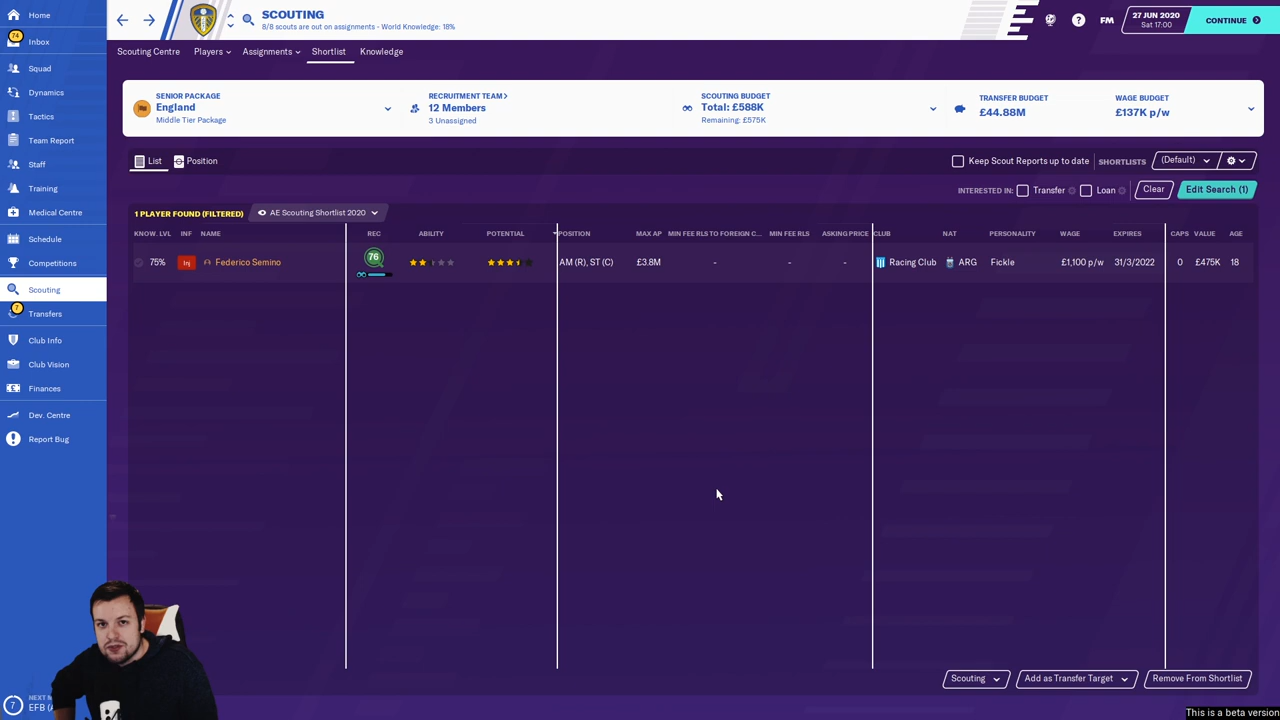 Home
74
Inbox
Squad
Dynamics
Tactics
Team Report
Staff
Training
Medical Centre
Schedule
Competitions
Scouting
7
Transfers
Club Info
Club Vision
Finances
Dev. Centre
Report Bug
SCOUTING
8/8 scouts are out on assignments - World Knowledge: 18%
FM
27 JUN 2020
Sat 17:00
CONTINUE
Scouting Centre
Players
Assignments
Shortlist
Knowledge
SENIOR PACKAGE
England
Middle Tier Package
RECRUITMENT TEAM
12 Members
3 Unassigned
SCOUTING BUDGET
Total: £588K
Remaining: £575K
TRANSFER BUDGET
£44.88M
WAGE BUDGET
£137K p/w
List
Position
Keep Scout Reports up to date
SHORTLISTS
(Default)
INTERESTED IN:
Transfer
Loan
Clear
Edit Search (1)
1 PLAYER FOUND (FILTERED)
AE Scouting Shortlist 2020
KNOW. LVL INF NAME REC ABILITY POTENTIAL POSITION MAX AP MIN FEE RLS TO FOREIGN C... MIN FEE RLS ASKING PRICE CLUB NAT PERSONALITY WAGE EXPIRES CAPS VALUE AGE
75% Inj Federico Semino 76 AM (R), ST (C) £3.8M - - - Racing Club ARG Fickle £1,100 p/w 31/3/2022 0 £475K 18
Scouting
Add as Transfer Target
Remove From Shortlist
7
EFB (A
This is a beta version